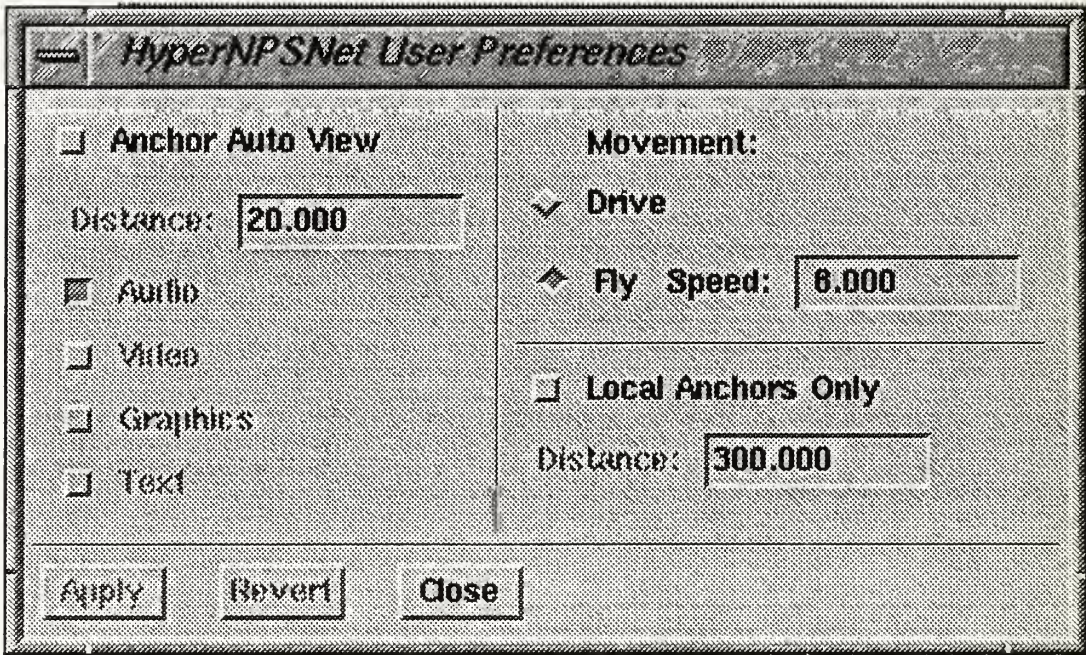 HyperNPSNet User Preferences
Anchor Auto View
Distance: 20.000
Audio
Video
Graphics
Text
Movement:
Drive
Fly Speed: 6.000
Local Anchors Only
Distance: 300.000
Apply Revert Close